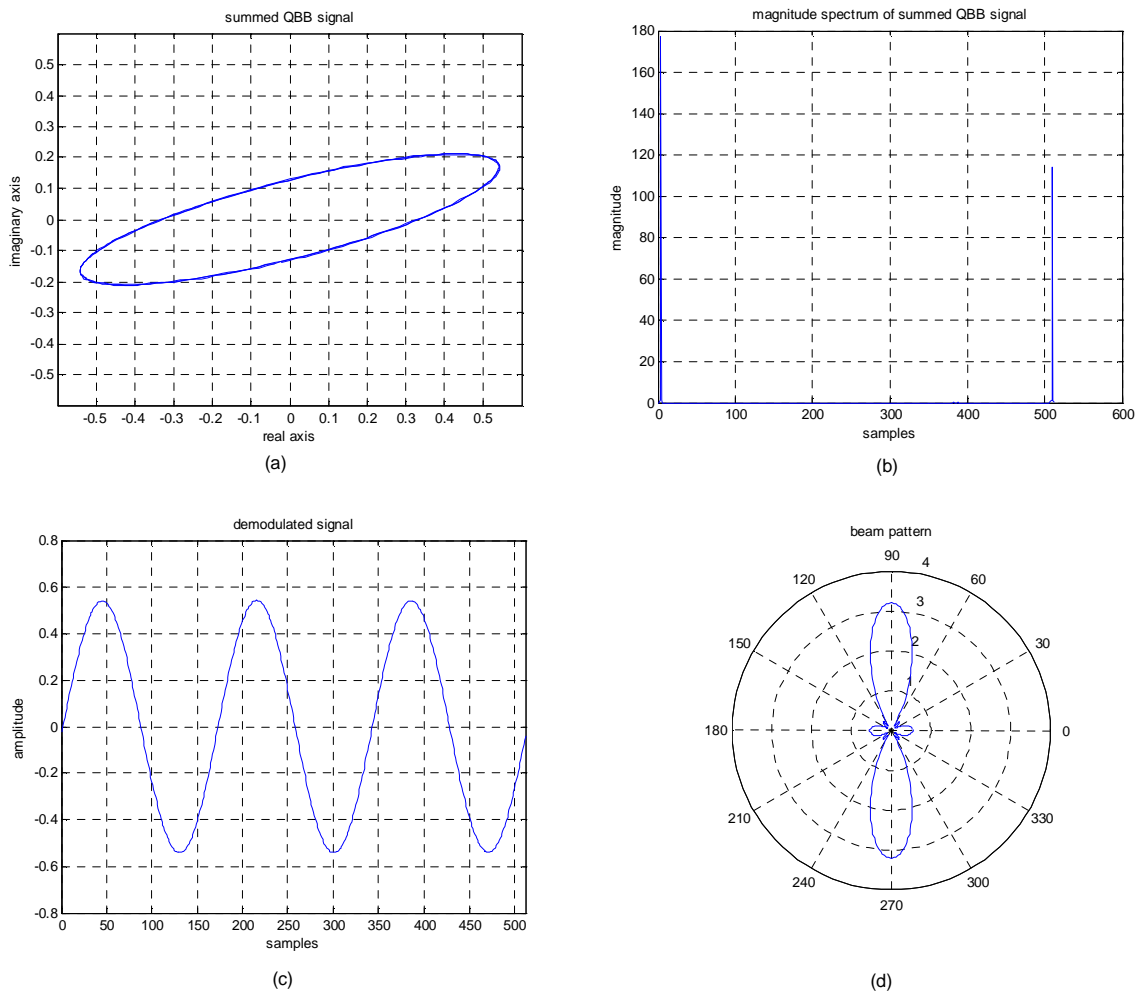 summed QBB signal
0.5
0.4
0.3
0.2
0.1
0
-0.1
-0.2
-0.3
-0.4
-0.5
imaginary axis
-0.5 -0.4 -0.3 -0.2 -0.1 0 0.1 0.2 0.3 0.4 0.5
real axis
(a)
magnitude spectrum of summed QBB signal
180
160
140
120
100
80
60
40
20
0
magnitude
0 100 200 300 400 500 600
samples
(b)
demodulated signal
0.8
0.6
0.4
0.2
0
-0.2
-0.4
-0.6
-0.8
amplitude
0 50 100 150 200 250 300 350 400 450 500
samples
(c)
beam pattern
90
4
120 60
3
150 30
2
1
180 0
210 330
240 300
270
(d)